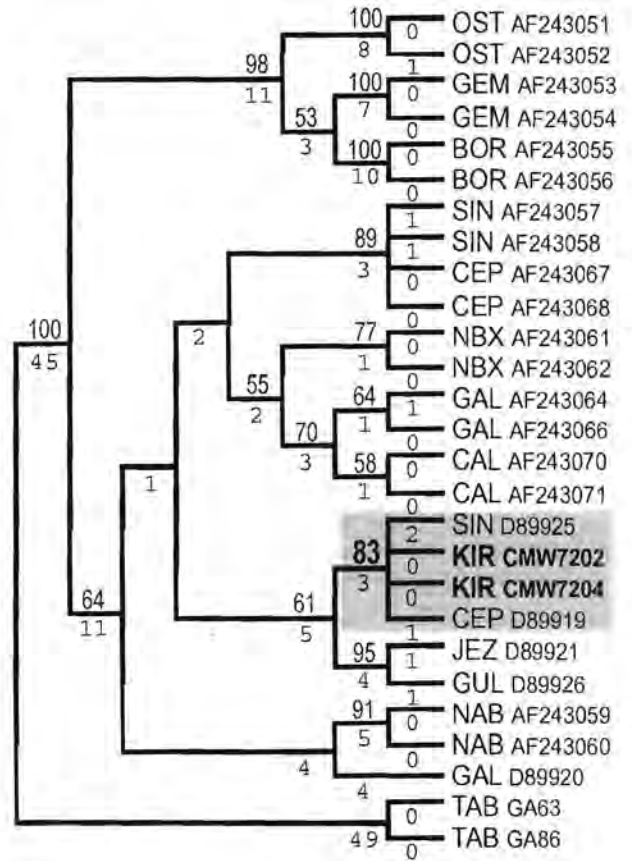 100
8
0
OST AF243051
OST AF243052
1
98
11
100
7
0
GEM AF243053
GEM AF243054
0
53
3
100
10
0
BOR AF243055
BOR AF243056
0
89
3
1
SIN AF243057
1
SIN AF243058
0
CEP AF243067
CEP AF243068
0
100
45
2
77
1
0
NBX AF243061
NBX AF243062
0
55
2
64
1
1
GAL AF243064
GAL AF243066
0
70
3
58
1
0
CAL AF243070
CAL AF243071
0
1
83
3
2
SIN D89925
0
KIR CMW7202
0
KIR CMW7204
CEP D89919
1
64
11
61
5
95
4
1
JEZ D89921
GUL D89926
1
91
5
0
NAB AF243059
NAB AF243060
0
4
GAL D89920
4
49
0
TAB GA63
TAB GA86
0